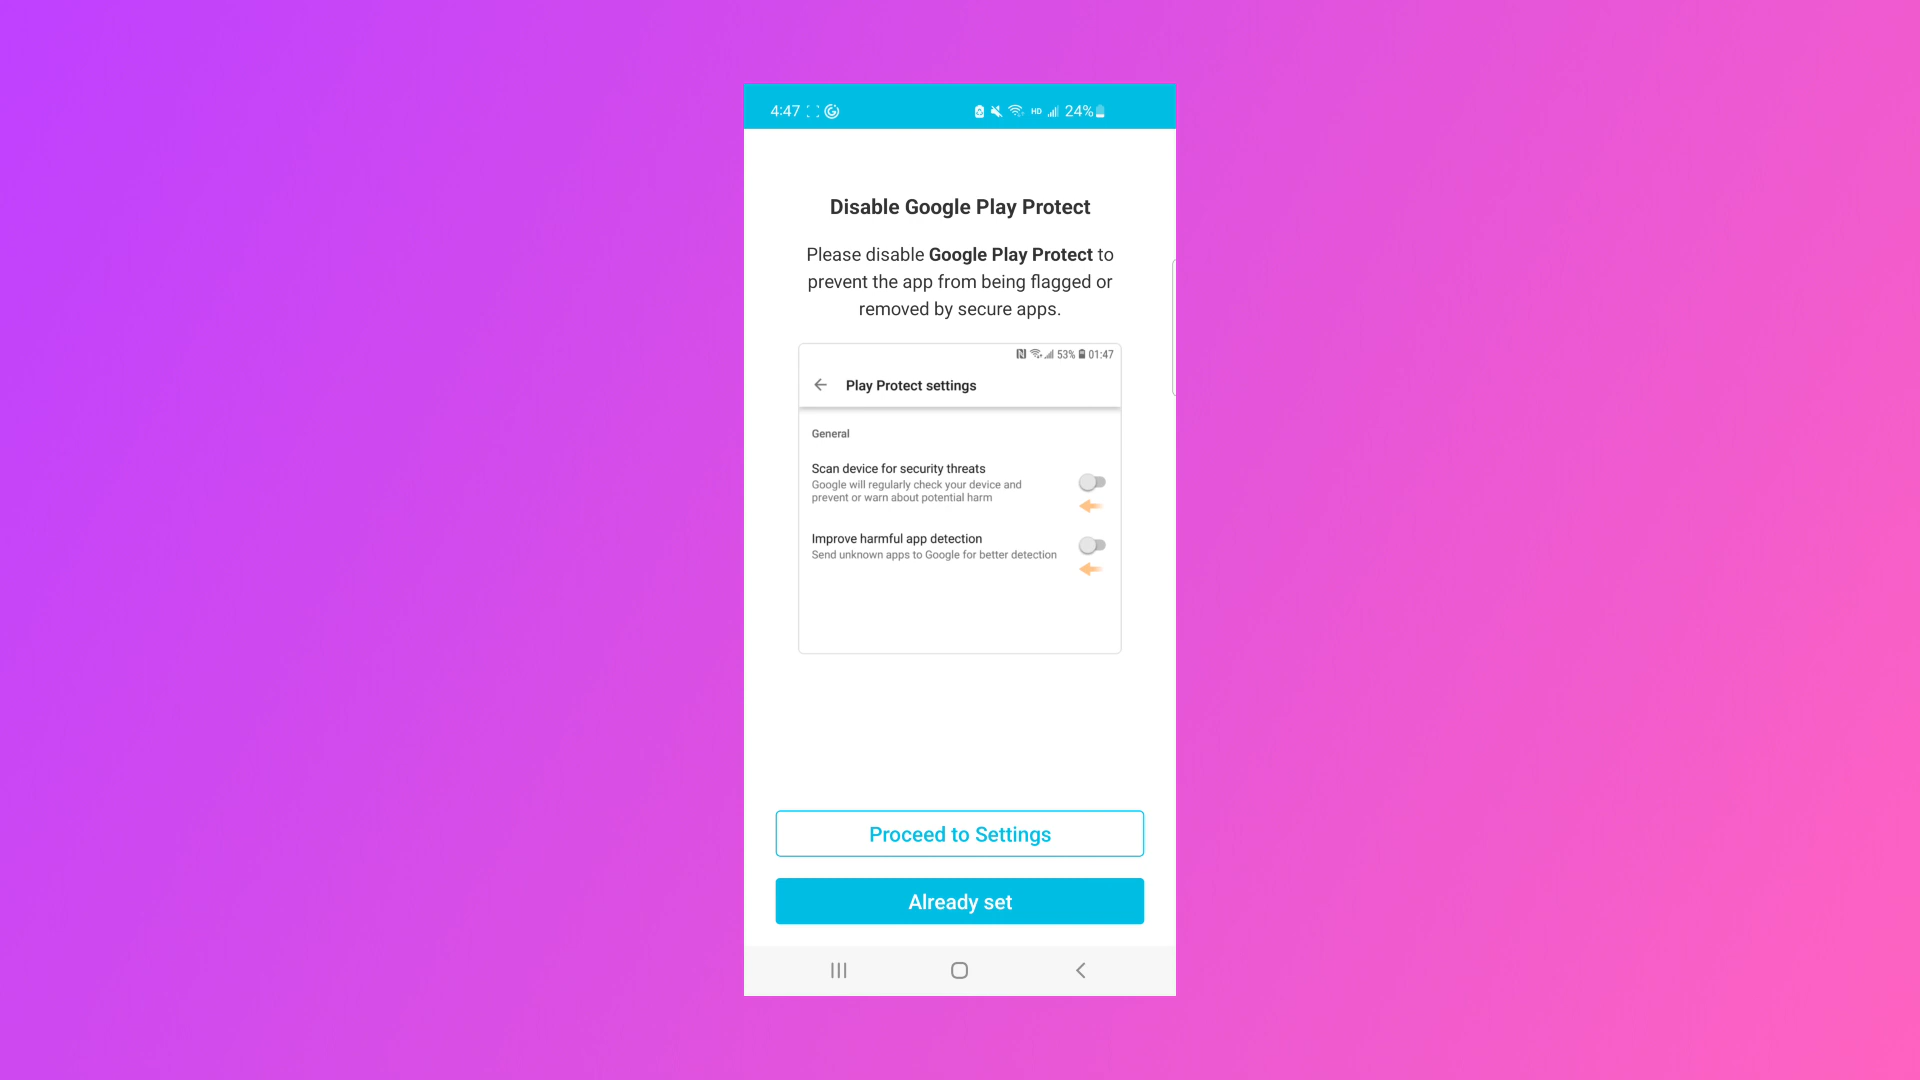 4:47 HD 24%
Disable Google Play Protect
Please disable Google Play Protect to
prevent the app from being flagged or
removed by secure apps.
53% 01:47
Play Protect settings
General
Scan device for security threats
Google will regularly check your device and
prevent or warn about potential harm
Improve harmful app detection
Send unknown apps to Google for better detection
Proceed to Settings
Already set